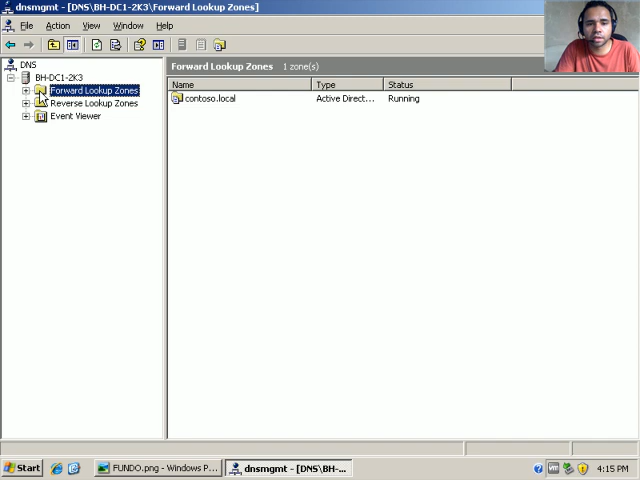 dnsmgmt - [DNS\BH-DC1-2K3\Forward Lookup Zones]
File Action View Window Help
DNS
BH-DC1-2K3
Forward Lookup Zones
Reverse Lookup Zones
Event Viewer
Forward Lookup Zones 1 zone(s)
Name Type Status
contoso.local Active Direct... Running
Start FUNDO.png - Windows P... dnsmgmt - [DNS\BH-... 4:15 PM